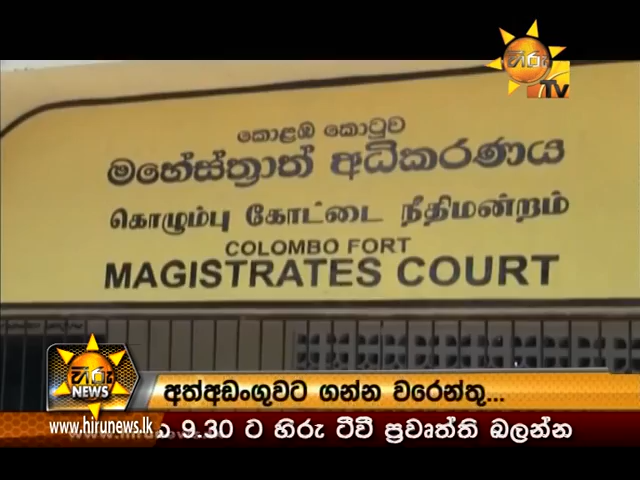 හිරු
TV
කොළඹ කොටුව
මහේස්ත්‍රාත් අධිකරණය
கொழும்பு கோட்டை நீதிமன்றம்
COLOMBO FORT
MAGISTRATES COURT
හිරු
NEWS
අත්අඩංගුවට ගන්න වරෙන්තු...
www.hirunews.lk
9.30 ට හිරු ටීවී ප්‍රවෘත්ති බලන්න